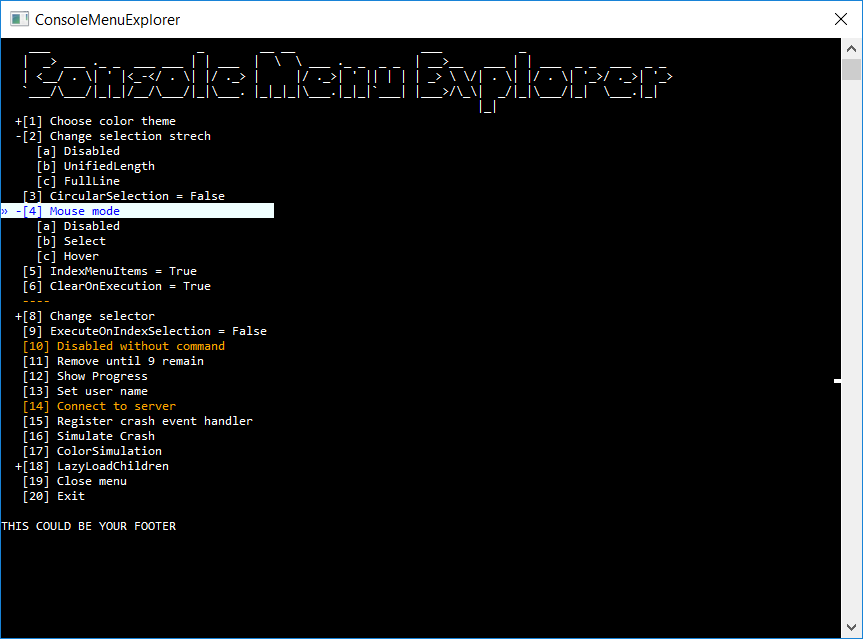 ConsoleMenuExplorer
Console Menu Explorer
+[1] Choose color theme
-[2] Change selection strech
[a] Disabled
[b] UnifiedLength
[c] FullLine
[3] CircularSelection = False
» -[4] Mouse mode
[a] Disabled
[b] Select
[c] Hover
[5] IndexMenuItems = True
[6] ClearOnExecution = True
----
+[8] Change selector
[9] ExecuteOnIndexSelection = False
[10] Disabled without command
[11] Remove until 9 remain
[12] Show Progress
[13] Set user name
[14] Connect to server
[15] Register crash event handler
[16] Simulate Crash
[17] ColorSimulation
+[18] LazyLoadChildren
[19] Close menu
[20] Exit
THIS COULD BE YOUR FOOTER